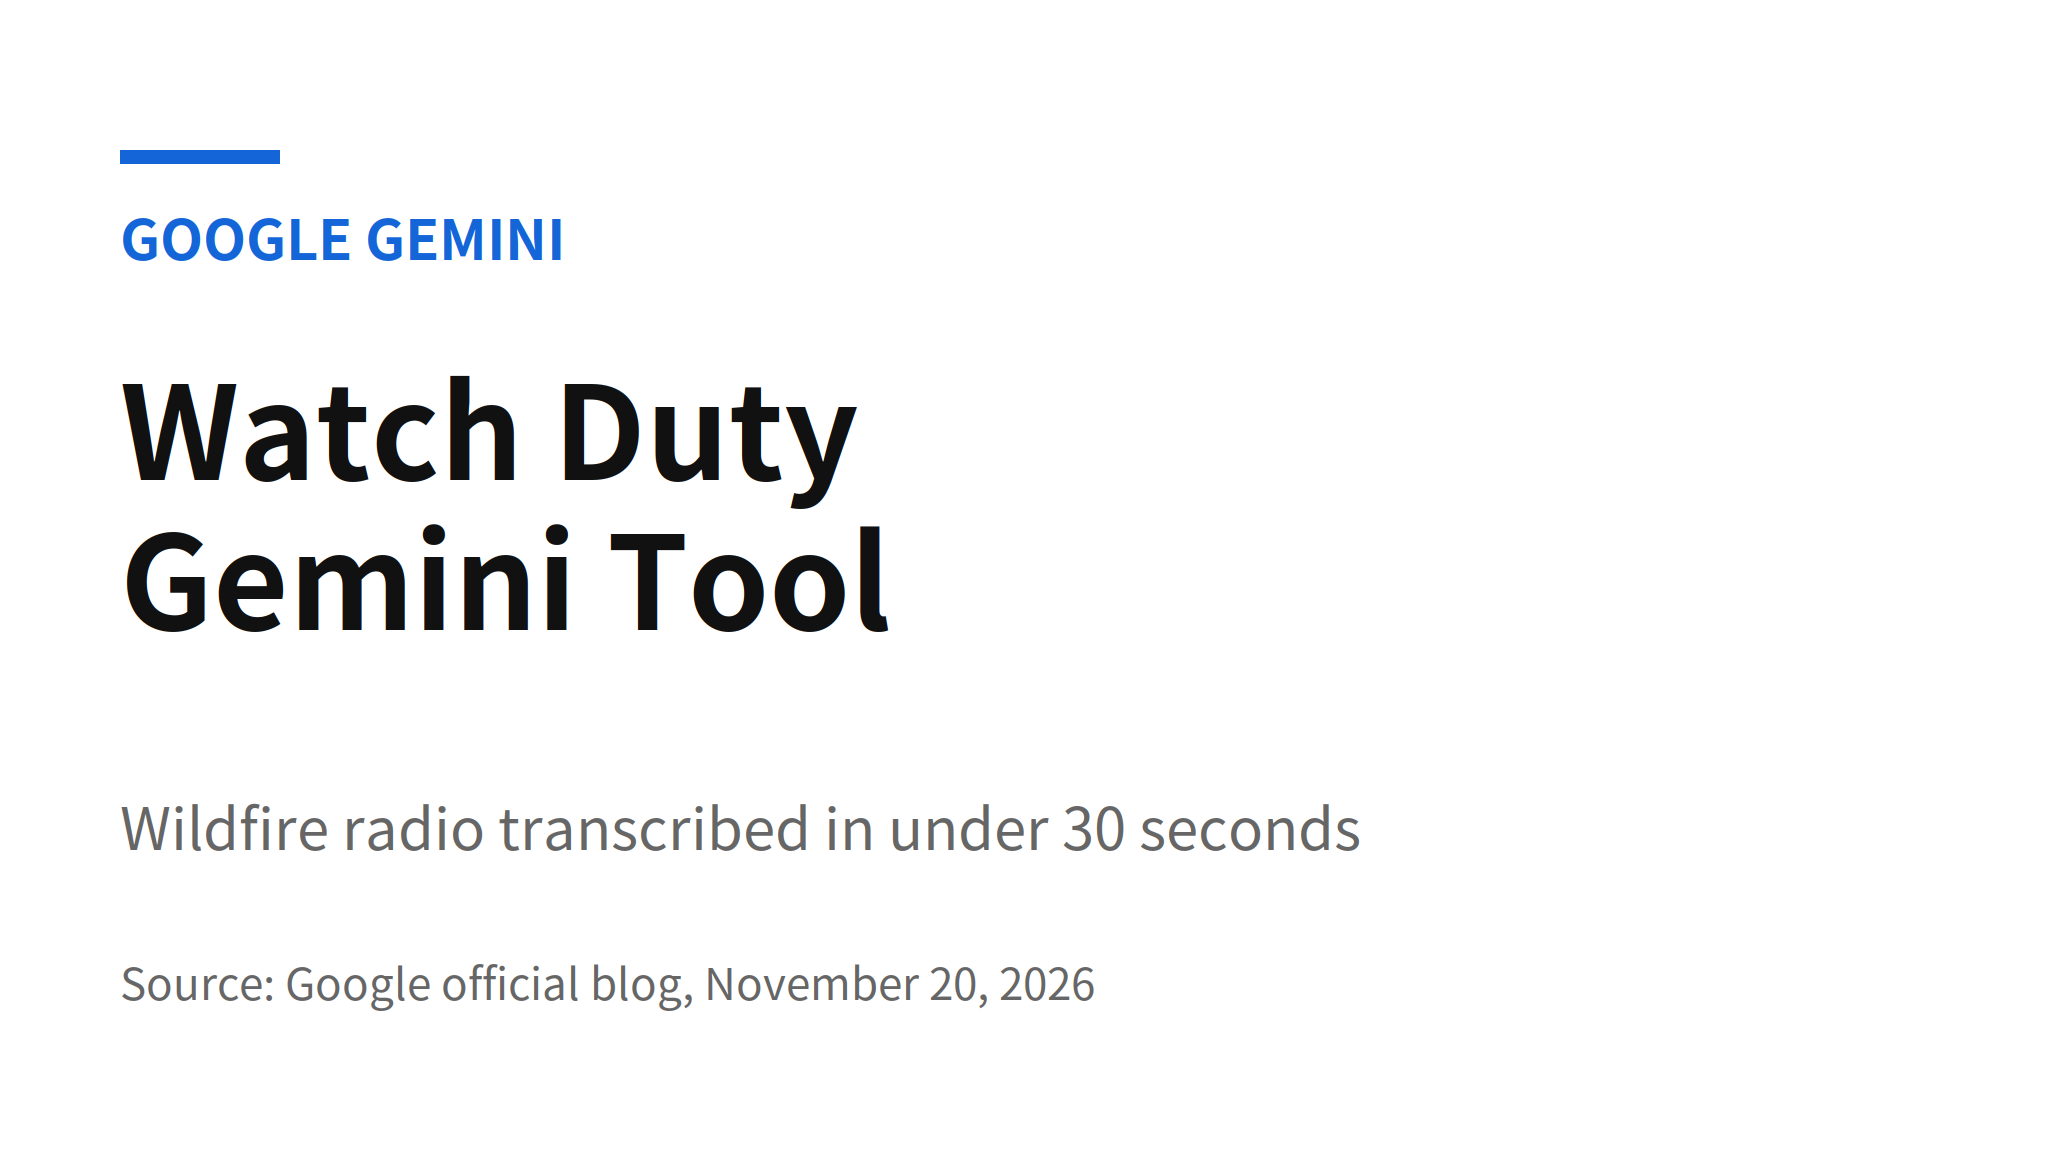 GOOGLE GEMINI
Watch Duty
Gemini Tool
Wildfire radio transcribed in under 30 seconds
Source: Google official blog, November 20, 2026